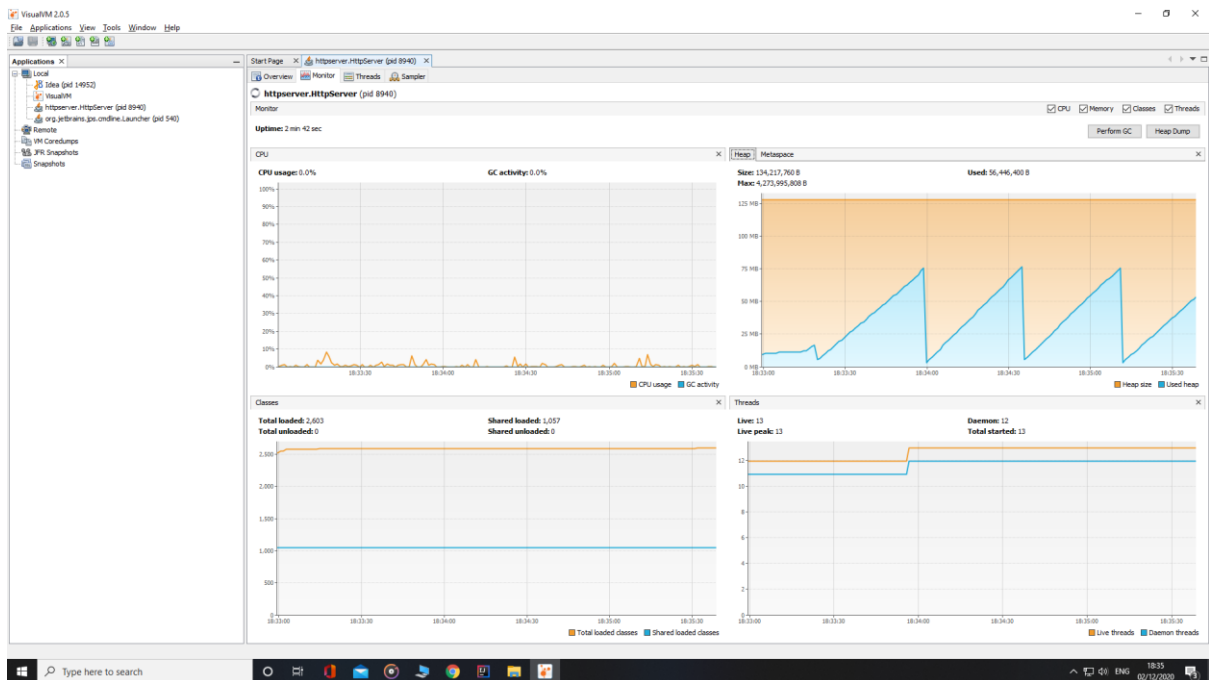 VisualVM 2.0.5
File Applications View Tools Window Help
Applications
Local
Idea (pid 14952)
VisualVM
httpserver.HttpServer (pid 8940)
org.jetbrains.jps.cmdline.Launcher (pid 540)
Remote
VM Coredumps
JFR Snapshots
Snapshots
Start Page httpserver.HttpServer (pid 8940)
Overview Monitor Threads Sampler
httpserver.HttpServer (pid 8940)
Monitor CPU Memory Classes Threads
Uptime: 2 min 42 sec Perform GC Heap Dump
CPU
CPU usage: 0.0% GC activity: 0.0%
100%
90%
80%
70%
60%
50%
40%
30%
20%
10%
0%
18:33:00 18:33:30 18:34:00 18:34:30 18:35:00 18:35:30
CPU usage GC activity
Heap Metaspace
Size: 134,217,760 B Used: 56,446,400 B
Max: 4,273,995,808 B
125 MB
100 MB
75 MB
50 MB
25 MB
0 MB
18:33:00 18:33:30 18:34:00 18:34:30 18:35:00 18:35:30
Heap size Used heap
Classes
Total loaded: 2,603 Shared loaded: 1,057
Total unloaded: 0 Shared unloaded: 0
2,500
2,000
1,500
1,000
500
0
18:33:00 18:33:30 18:34:00 18:34:30 18:35:00 18:35:30
Total loaded classes Shared loaded classes
Threads
Live: 13 Daemon: 12
Live peak: 13 Total started: 13
12
10
8
6
4
2
0
18:33:00 18:33:30 18:34:00 18:34:30 18:35:00 18:35:30
Live threads Daemon threads
Type here to search
ENG
18:35
02/12/2020